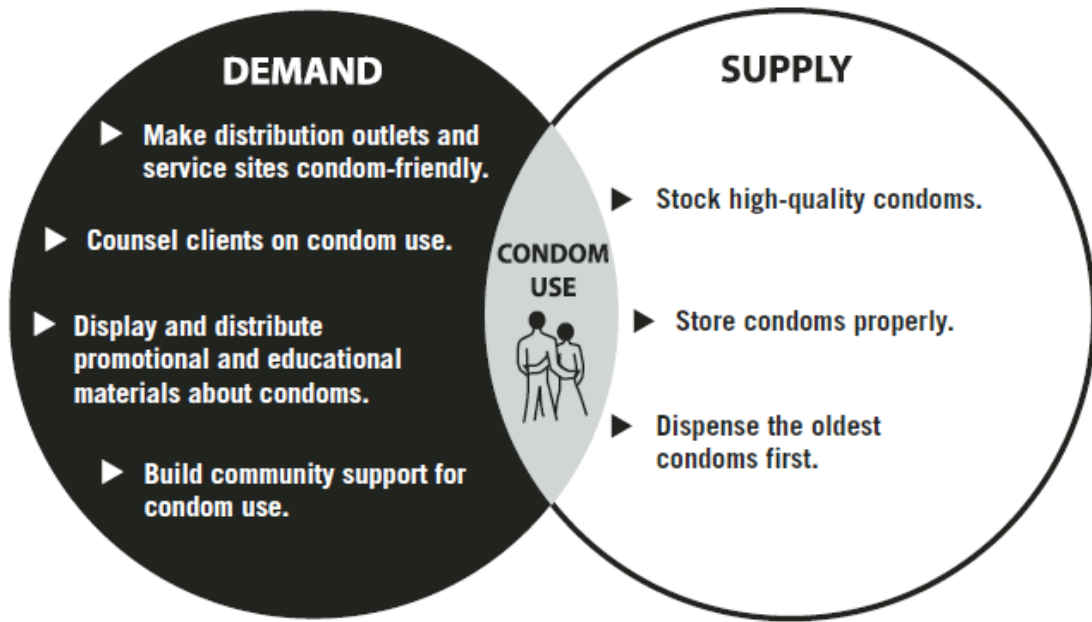 DEMAND
▶ Make distribution outlets and
service sites condom-friendly.
▶ Counsel clients on condom use.
▶ Display and distribute
promotional and educational
materials about condoms.
▶ Build community support for
condom use.
CONDOM
USE
SUPPLY
▶ Stock high-quality condoms.
▶ Store condoms properly.
▶ Dispense the oldest
condoms first.